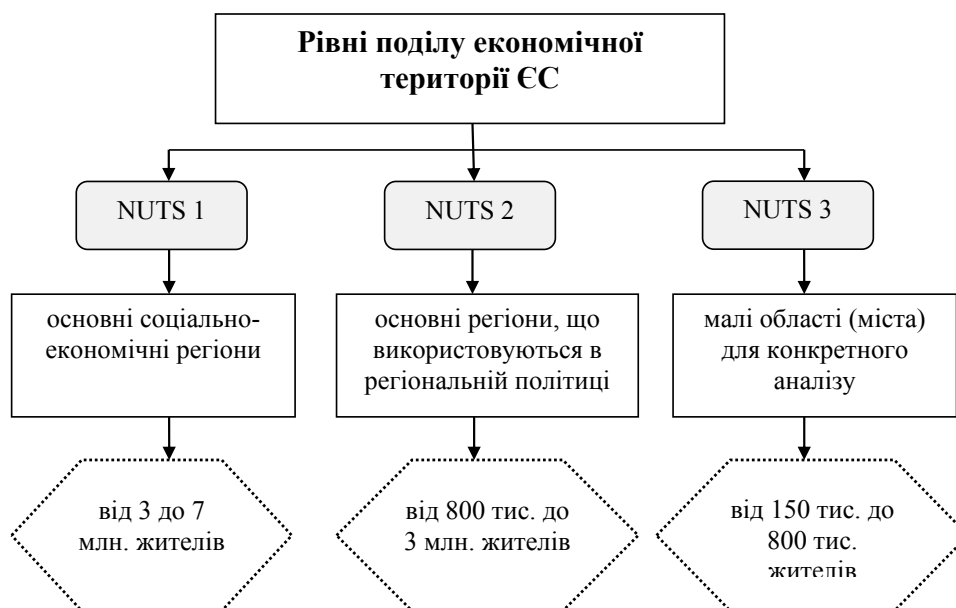 Рівні поділу економічної
території ЄС
NUTS 1
NUTS 2
NUTS 3
основні соціально-
економічні регіони
основні регіони, що
використовуються в
регіональній політиці
малі області (міста)
для конкретного
аналізу
від 3 до 7
млн. жителів
від 800 тис. до
3 млн. жителів
від 150 тис. до
800 тис.
жителів